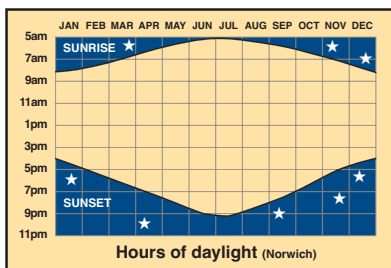 JAN FEB MAR APR MAY JUN JUL AUG SEP OCT NOV DEC
5am
SUNRISE
7am
9am
11am
1pm
3pm
5pm
7pm
SUNSET
9pm
11pm
Hours of daylight (Norwich)